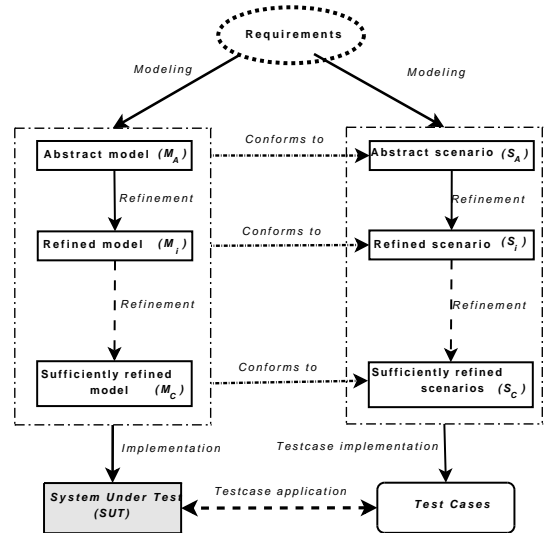 Requirements
Modeling
Modeling
Abstract model (M_A)
Conforms to
Abstract scenario (S_A)
Refinement
Refinement
Refined model (M_i)
Conforms to
Refined scenario (S_i)
Refinement
Refinement
Sufficiently refined
model (M_C)
Conforms to
Sufficiently refined
scenarios (S_C)
Implementation
Testcase implementation
System Under Test
(SUT)
Testcase application
Test Cases